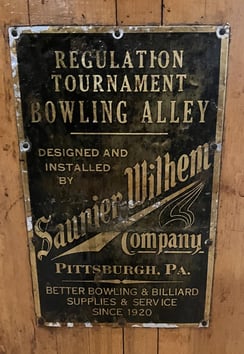 REGULATION
TOURNAMENT
BOWLING ALLEY
DESIGNED AND
INSTALLED
BY
Saunier Wilhem
Company
PITTSBURGH, PA.
BETTER BOWLING & BILLIARD
SUPPLIES & SERVICE
SINCE 1920